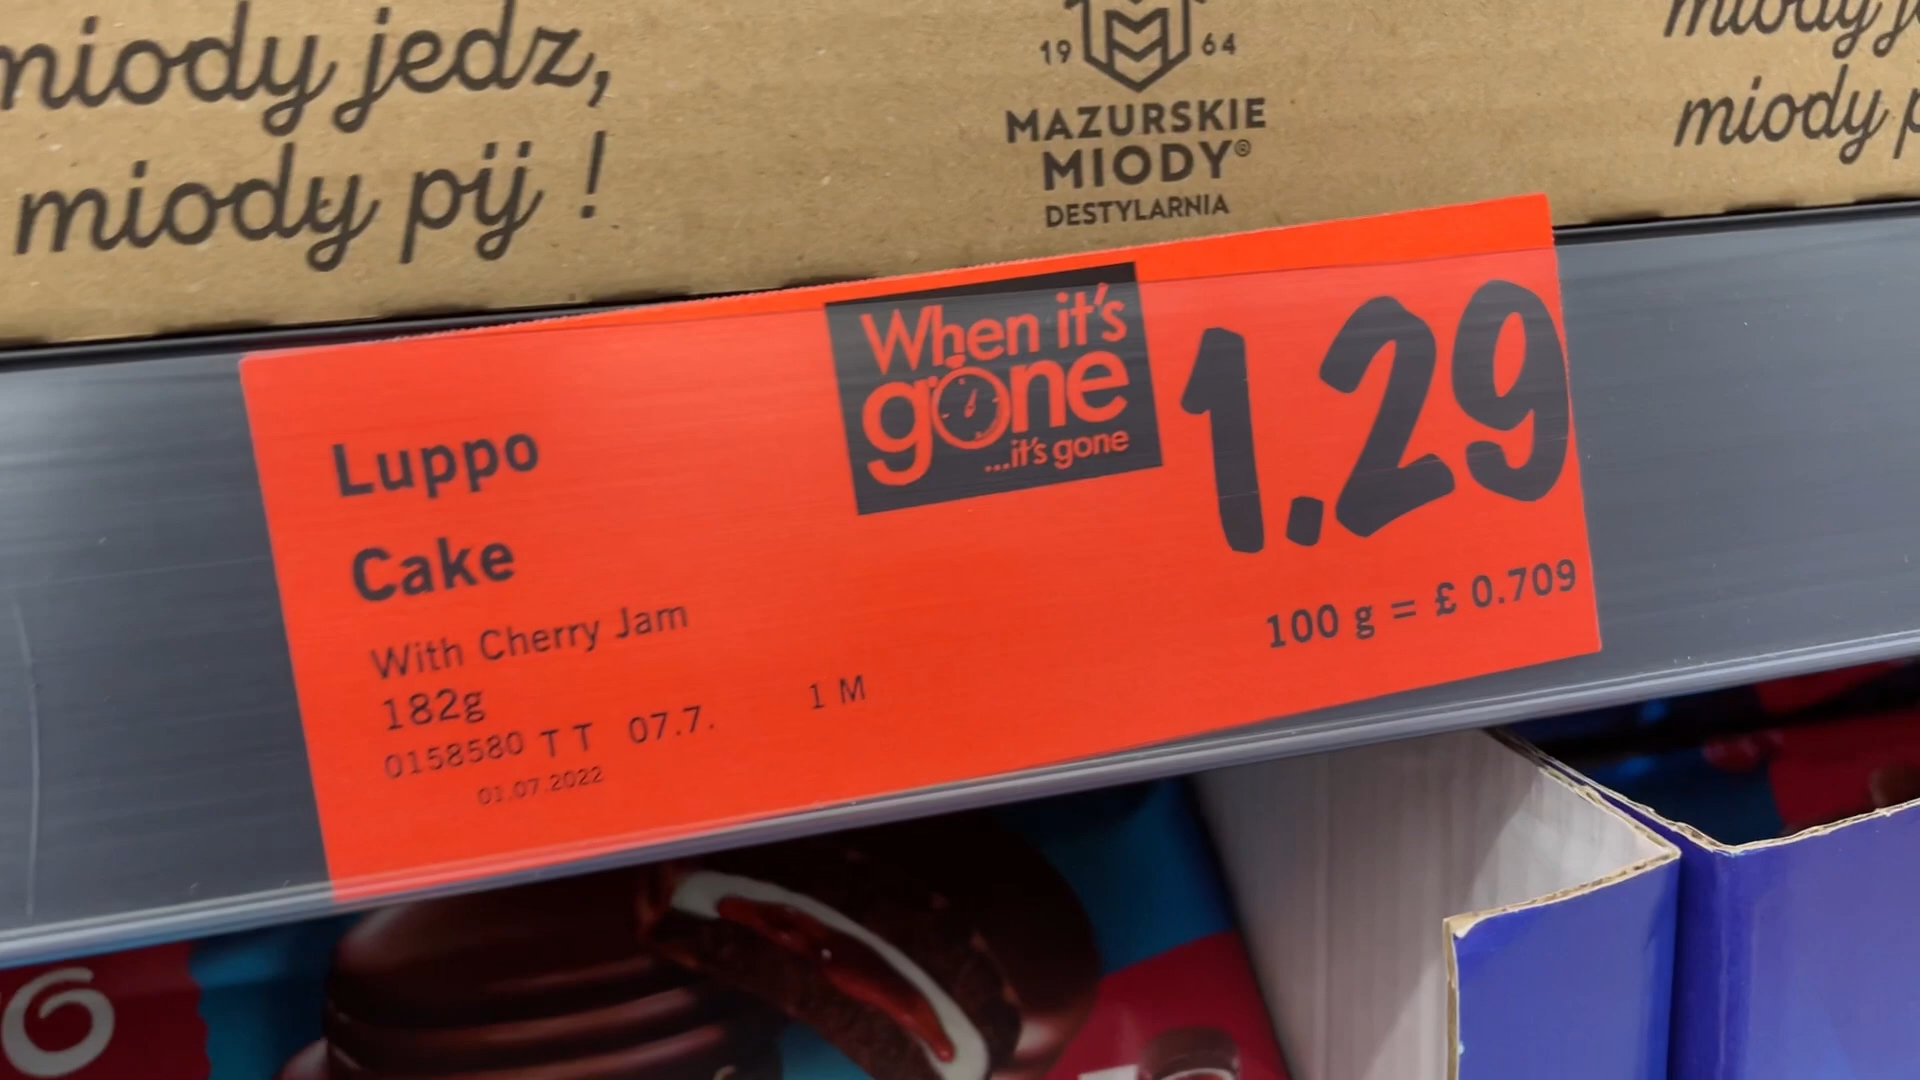 miody jedz,
miody pij !
19 64
MAZURSKIE
MIODY®
DESTYLARNIA
miody
miody
When it's
gone
...it's gone
1.29
Luppo
Cake
With Cherry Jam
182g
0158580 TT 07.7. 1 M
01.07.2022
100 g = £ 0.709